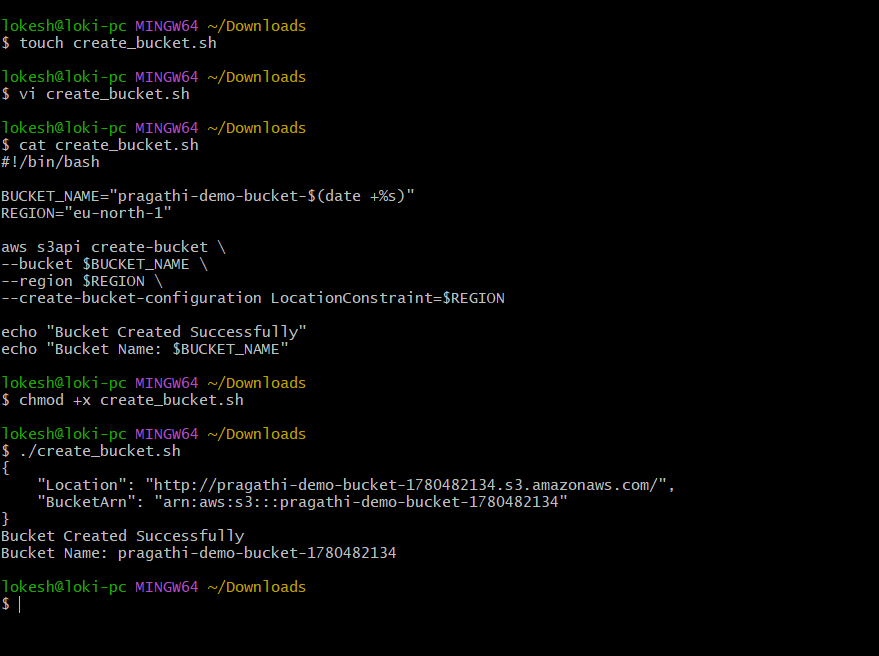 lokesh@loki-pc MINGW64 ~/Downloads
$ touch create_bucket.sh
lokesh@loki-pc MINGW64 ~/Downloads
$ vi create_bucket.sh
lokesh@loki-pc MINGW64 ~/Downloads
$ cat create_bucket.sh
#!/bin/bash
BUCKET_NAME="pragathi-demo-bucket-$(date +%s)"
REGION="eu-north-1"
aws s3api create-bucket \
--bucket $BUCKET_NAME \
--region $REGION \
--create-bucket-configuration LocationConstraint=$REGION
echo "Bucket Created Successfully"
echo "Bucket Name: $BUCKET_NAME"
lokesh@loki-pc MINGW64 ~/Downloads
$ chmod +x create_bucket.sh
lokesh@loki-pc MINGW64 ~/Downloads
$ ./create_bucket.sh
{
    "Location": "http://pragathi-demo-bucket-1780482134.s3.amazonaws.com/",
    "BucketArn": "arn:aws:s3:::pragathi-demo-bucket-1780482134"
}
Bucket Created Successfully
Bucket Name: pragathi-demo-bucket-1780482134
lokesh@loki-pc MINGW64 ~/Downloads
$